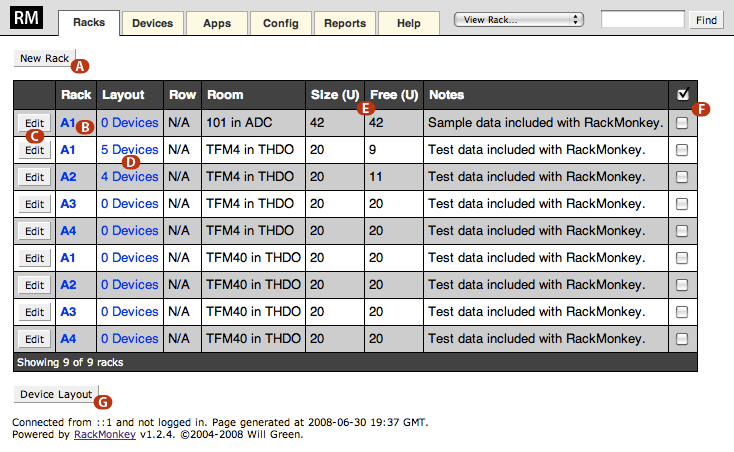 RM Racks Devices Apps Config Reports Help View Rack... Find
New Rack A
Rack Layout Row Room Size (U) Free (U) Notes
E F
Edit A1 B 0 Devices N/A 101 in ADC 42 42 Sample data included with RackMonkey.
C
Edit A1 5 Devices N/A TFM4 in THDO 20 9 Test data included with RackMonkey.
D
Edit A2 4 Devices N/A TFM4 in THDO 20 11 Test data included with RackMonkey.
Edit A3 0 Devices N/A TFM4 in THDO 20 20 Test data included with RackMonkey.
Edit A4 0 Devices N/A TFM4 in THDO 20 20 Test data included with RackMonkey.
Edit A1 0 Devices N/A TFM40 in THDO 20 20 Test data included with RackMonkey.
Edit A2 0 Devices N/A TFM40 in THDO 20 20 Test data included with RackMonkey.
Edit A3 0 Devices N/A TFM40 in THDO 20 20 Test data included with RackMonkey.
Edit A4 0 Devices N/A TFM40 in THDO 20 20 Test data included with RackMonkey.
Showing 9 of 9 racks
Device Layout G
Connected from ::1 and not logged in. Page generated at 2008-06-30 19:37 GMT.
Powered by RackMonkey v1.2.4. ©2004-2008 Will Green.